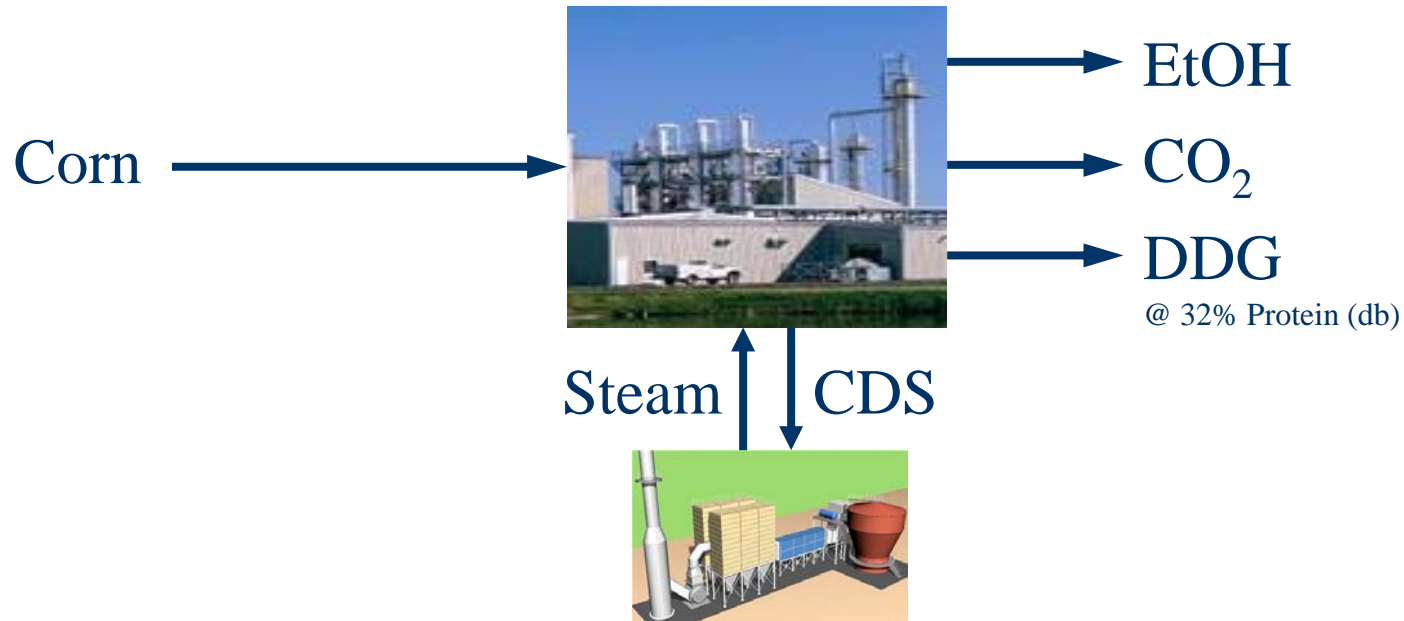 Corn
EtOH
CO₂
DDG
@ 32% Protein (db)
Steam
CDS